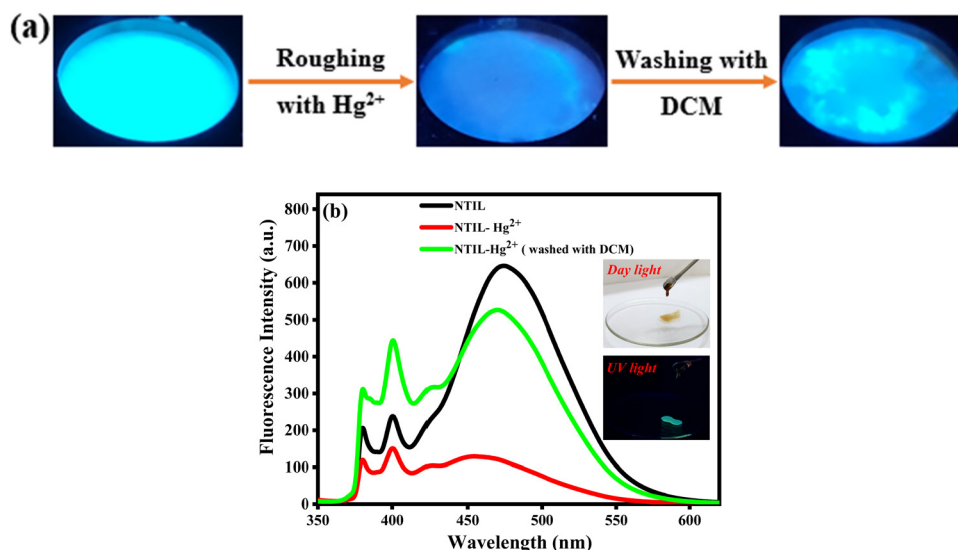 (a)
Roughing
with Hg²⁺
Washing with
DCM
(b)
NTIL
NTIL- Hg²⁺
NTIL-Hg²⁺ ( washed with DCM)
Day light
UV light
Fluorescence Intensity (a.u.)
800
700
600
500
400
300
200
100
0
350
400
450
500
550
600
Wavelength (nm)